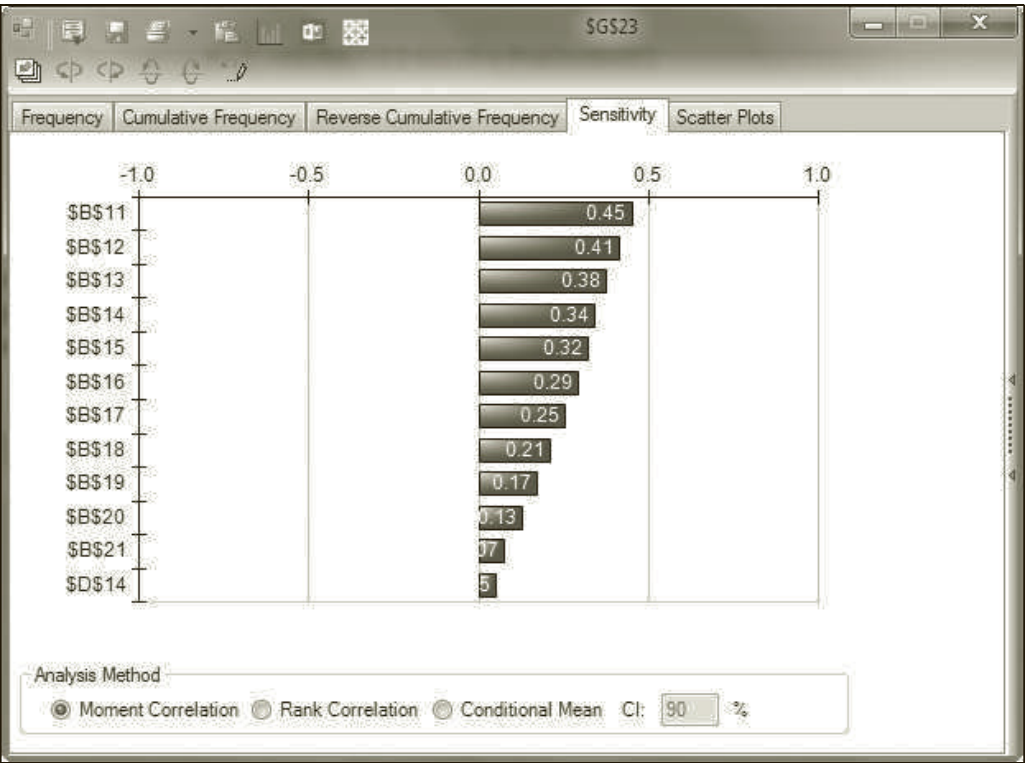 $G$23
Frequency Cumulative Frequency Reverse Cumulative Frequency Sensitivity Scatter Plots
-1.0 -0.5 0.0 0.5 1.0
$B$11 0.45
$B$12 0.41
$B$13 0.38
$B$14 0.34
$B$15 0.32
$B$16 0.29
$B$17 0.25
$B$18 0.21
$B$19 0.17
$B$20 0.13
$B$21 07
$D$14 5
Analysis Method
Moment Correlation Rank Correlation Conditional Mean CI: 90 %